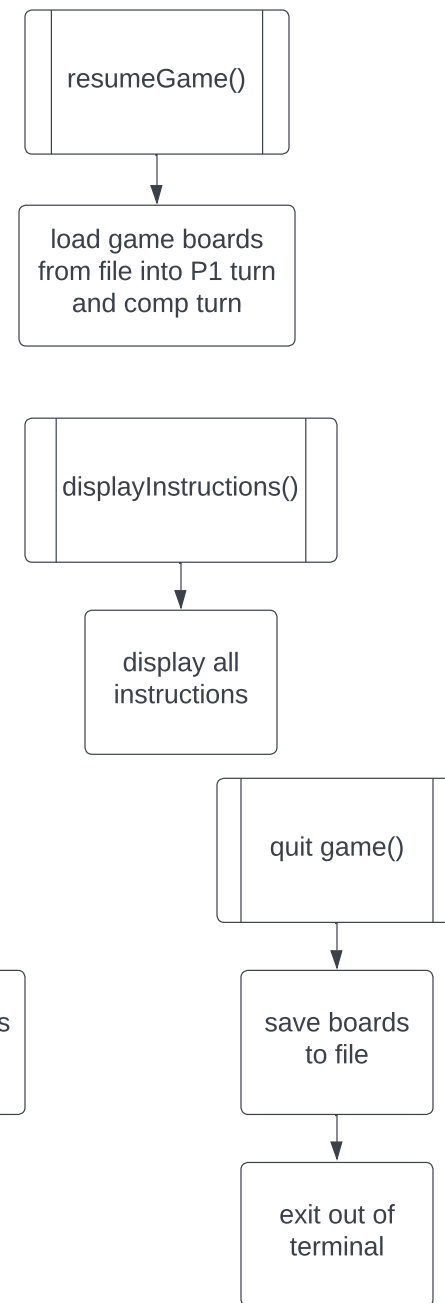 resumeGame()
load game boards
from file into P1 turn
and comp turn
displayInstructions()
display all
instructions
quit game()
save boards
to file
exit out of
terminal